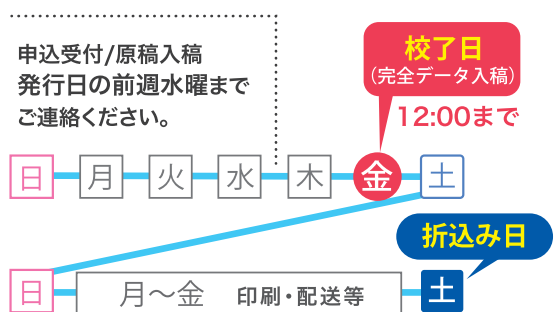 申込受付/原稿入稿
発行日の前週水曜まで
ご連絡ください。
校了日
(完全データ入稿)
12:00まで
日 月 火 水 木 金 土
折込み日
日 月〜金 印刷・配送等 土